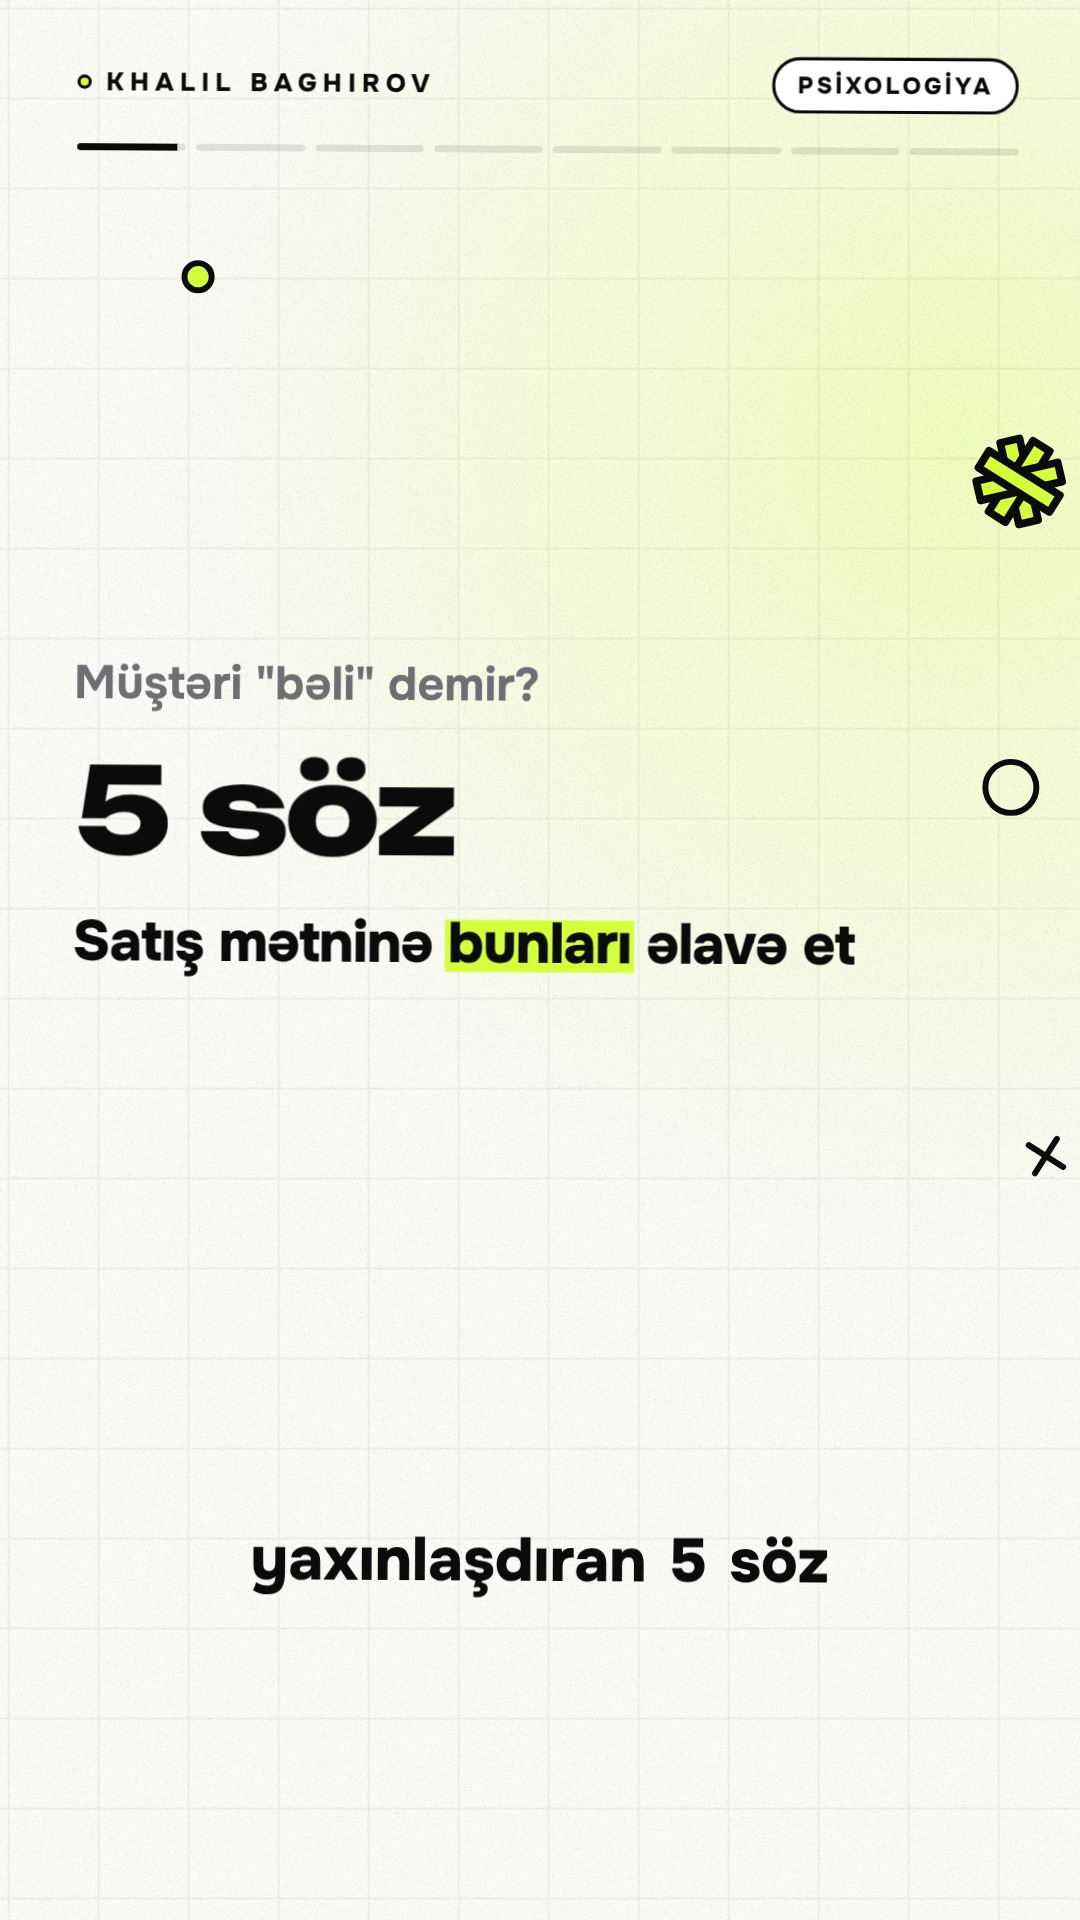 KHALIL BAGHIROV
PSİXOLOGİYA
Müştəri "bəli" demir?
5 söz
Satış mətninə bunları əlavə et
yaxınlaşdıran 5 söz